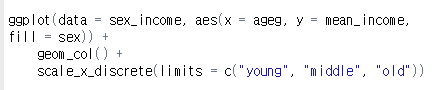 ggplot(data = sex_income, aes(x = ageg, y = mean_income,
fill = sex)) +
    geom_col() +
    scale_x_discrete(limits = c("young", "middle", "old"))